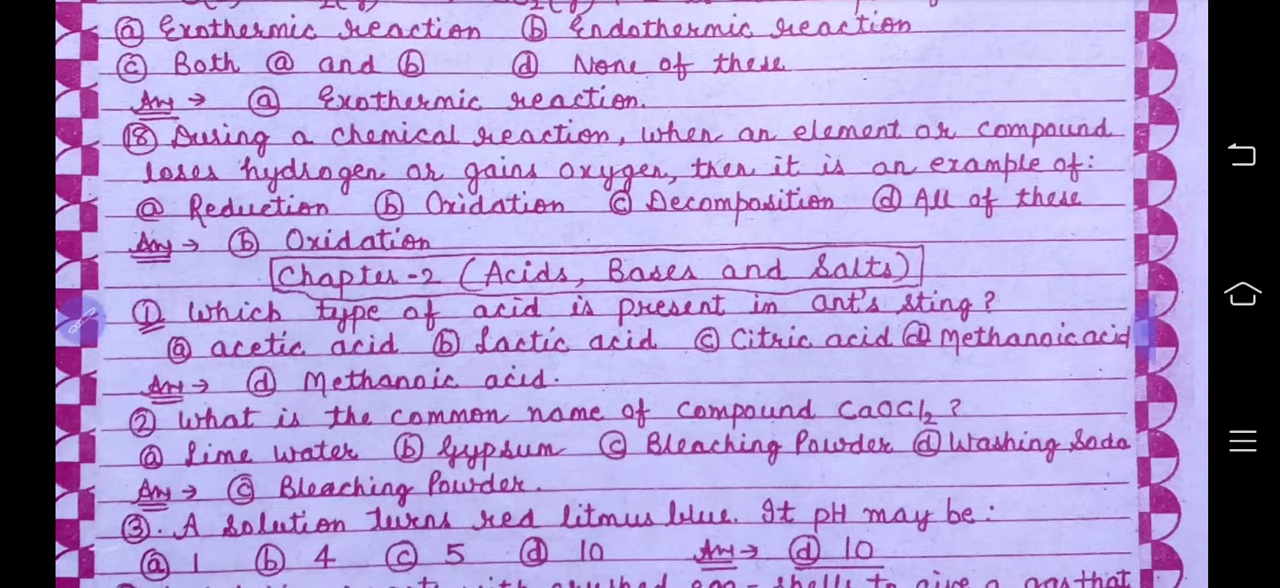 ⓐ Exothermic reaction ⓑ Endothermic reaction
ⓒ Both ⓐ and ⓑ ⓓ None of these
Ans → ⓐ Exothermic reaction.
⑱ During a chemical reaction, when an element or compound
loses hydrogen or gains oxygen, then it is an example of:
ⓐ Reduction ⓑ Oxidation ⓒ Decomposition ⓓ All of these
Ans → ⓑ Oxidation
Chapter-2 (Acids, Bases and Salts)
① Which type of acid is present in ant's sting?
ⓐ acetic acid ⓑ Lactic acid ⓒ Citric acid ⓓ Methanoic acid
Ans → ⓓ Methanoic acid.
② What is the common name of compound CaOCl₂?
ⓐ Lime water ⓑ Gypsum ⓒ Bleaching Powder ⓓ Washing Soda
Ans → ⓒ Bleaching Powder.
③. A solution turns red litmus blue. It pH may be:
ⓐ 1 ⓑ 4 ⓒ 5 ⓓ 10 Ans → ⓓ 10